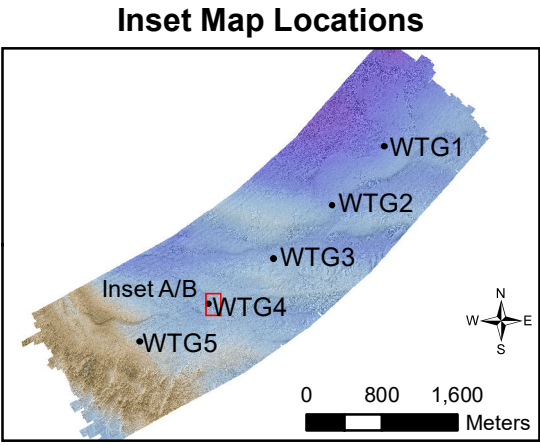 Inset Map Locations
WTG1
WTG2
WTG3
Inset A/B
WTG4
WTG5
N
W E
S
0 800 1,600
Meters